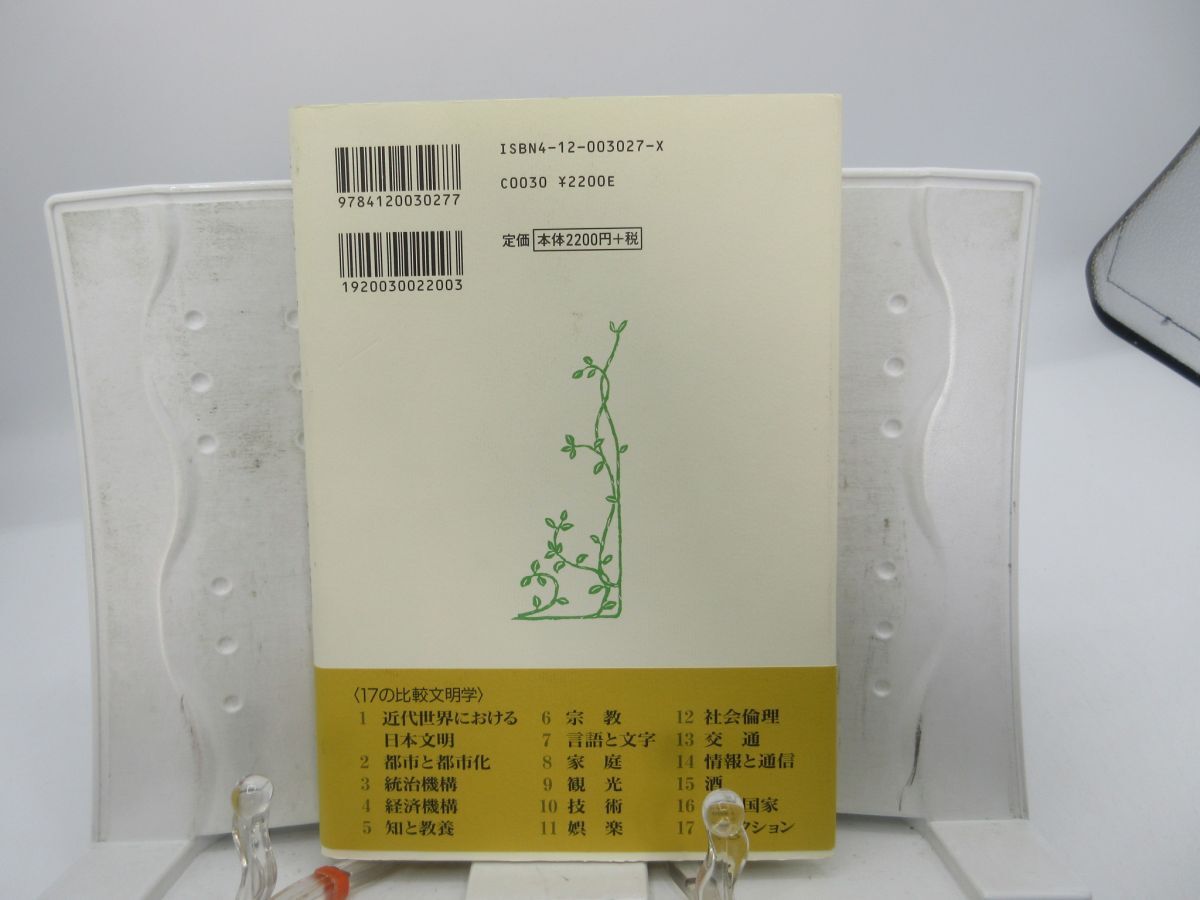 ISBN4-12-003027-X
9784120030277
C0030 ¥2200E
定価 本体2200円+税
1920030022003
〈17の比較文明学〉
1 近代世界における
日本文明
2 都市と都市化
3 統治機構
4 経済機構
5 知と教養
6 宗 教
7 言語と文字
8 家 庭
9 観 光
10 技 術
11 娯 楽
12 社会倫理
13 交 通
14 情報と通信
15 酒
16 国家
17 クション